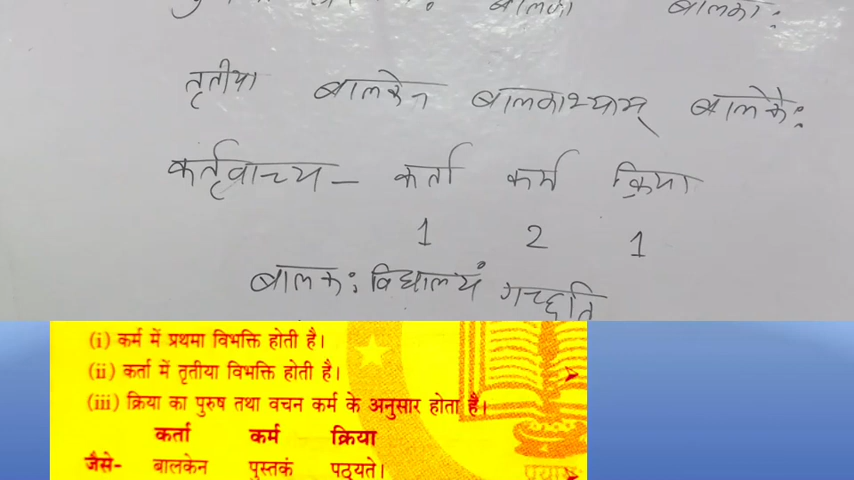 बालकाः
तृतीया बालकेन बालकाभ्याम् बालकैः
कर्तृवाच्य – कर्ता कर्म क्रिया
1 2 1
बालकः विद्यालयं गच्छति
(i) कर्म में प्रथमा विभक्ति होती है।
(ii) कर्ता में तृतीया विभक्ति होती है।
(iii) क्रिया का पुरुष तथा वचन कर्म के अनुसार होता है।
कर्ता कर्म क्रिया
जैसे- बालकेन पुस्तकं पठ्यते।